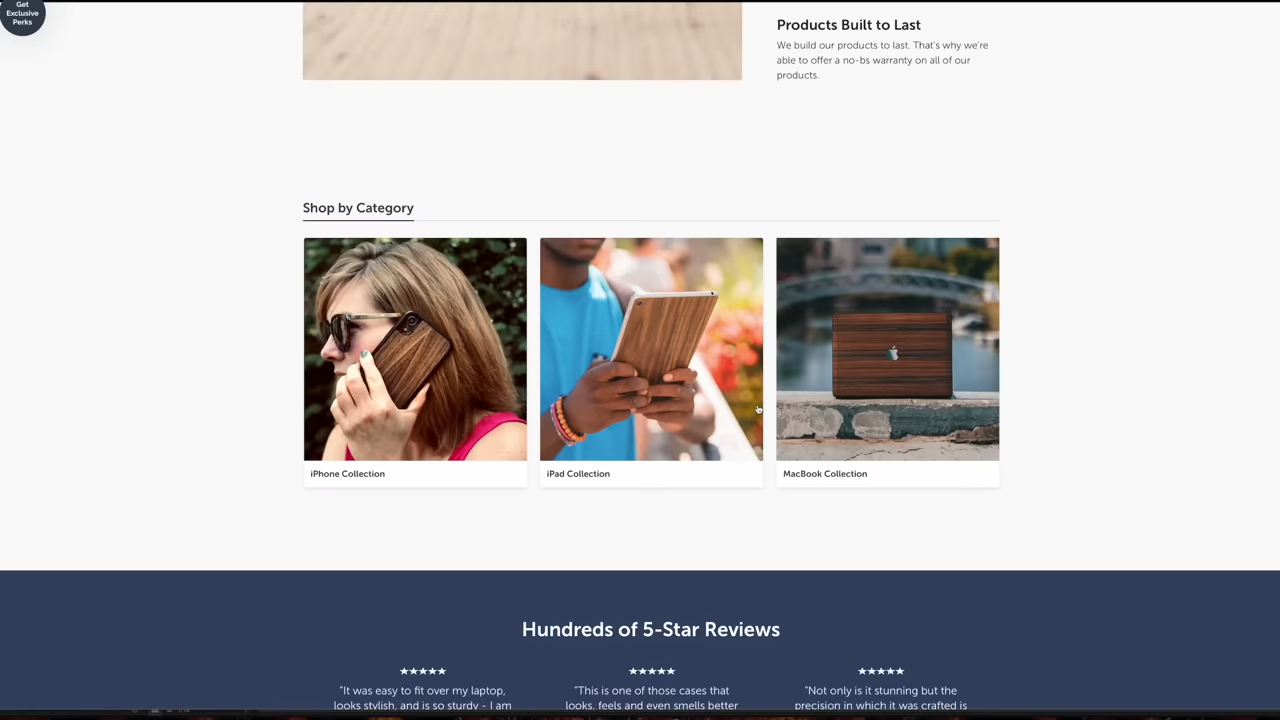 Get
Exclusive
Perks
Products Built to Last
We build our products to last. That's why we're
able to offer a no-bs warranty on all of our
products.
Shop by Category
iPhone Collection
iPad Collection
MacBook Collection
Hundreds of 5-Star Reviews
★★★★★
"It was easy to fit over my laptop,
looks stylish, and is so sturdy - I am
★★★★★
"This is one of those cases that
looks, feels and even smells better
★★★★★
"Not only is it stunning but the
precision in which it was crafted is